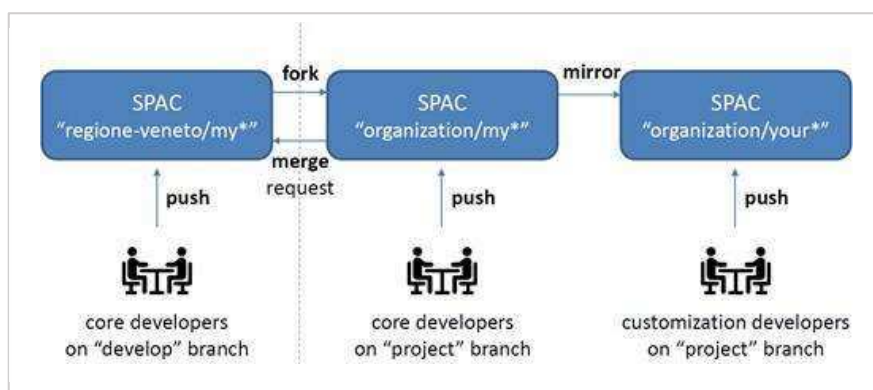 SPAC
"regione-veneto/my*"
fork
merge
request
SPAC
"organization/my*"
mirror
SPAC
"organization/your*"
push
push
push
core developers
on "develop" branch
core developers
on "project" branch
customization developers
on "project" branch